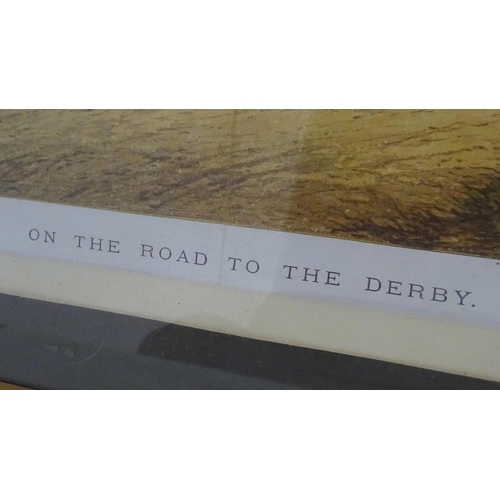 ON THE ROAD TO THE DERBY.